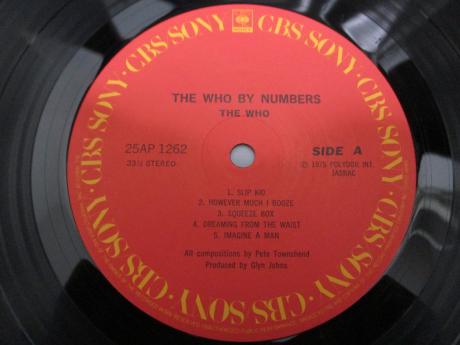 CBS SONY · CBS SONY · CBS SONY · CBS SONY · CBS SONY · CBS SONY
THE WHO BY NUMBERS
THE WHO
25AP 1262
SIDE A
33⅓ STEREO
℗ 1975 POLYDOR INT.
JASRAC
1. SLIP KID
2. HOWEVER MUCH I BOOZE
3. SQUEEZE BOX
4. DREAMING FROM THE WAIST
5. IMAGINE A MAN
All compositions by Pete Townshend
Produced by Glyn Johns